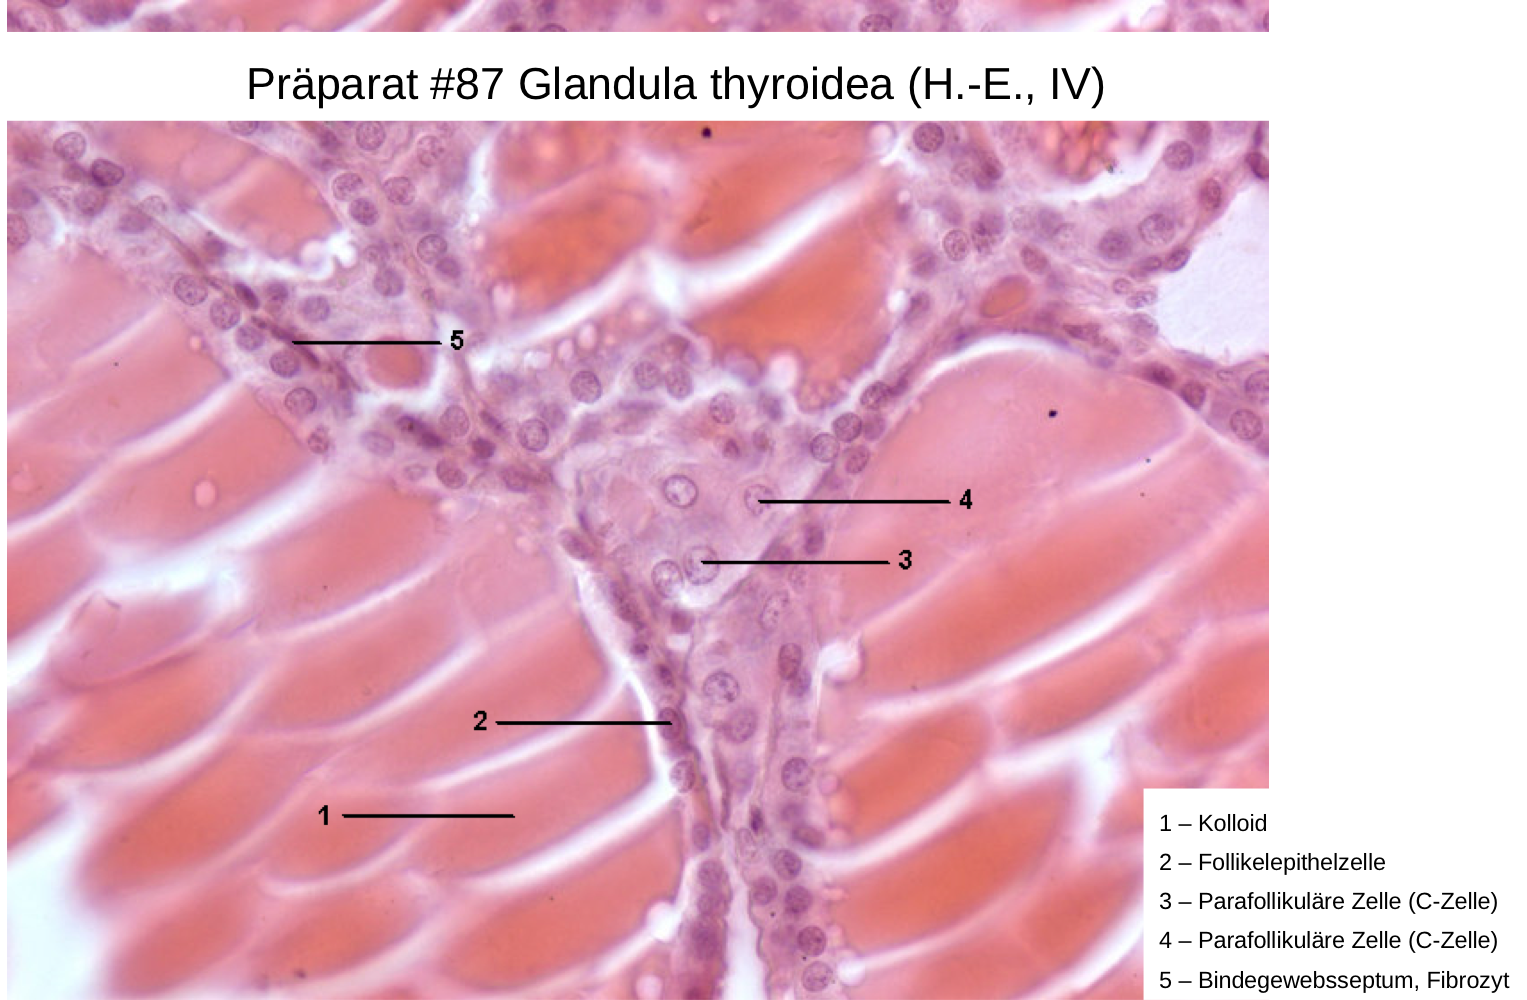 Präparat #87 Glandula thyroidea (H.-E., IV)
5
4
3
2
1
1 – Kolloid
2 – Follikelepithelzelle
3 – Parafollikuläre Zelle (C-Zelle)
4 – Parafollikuläre Zelle (C-Zelle)
5 – Bindegewebsseptum, Fibrozyt